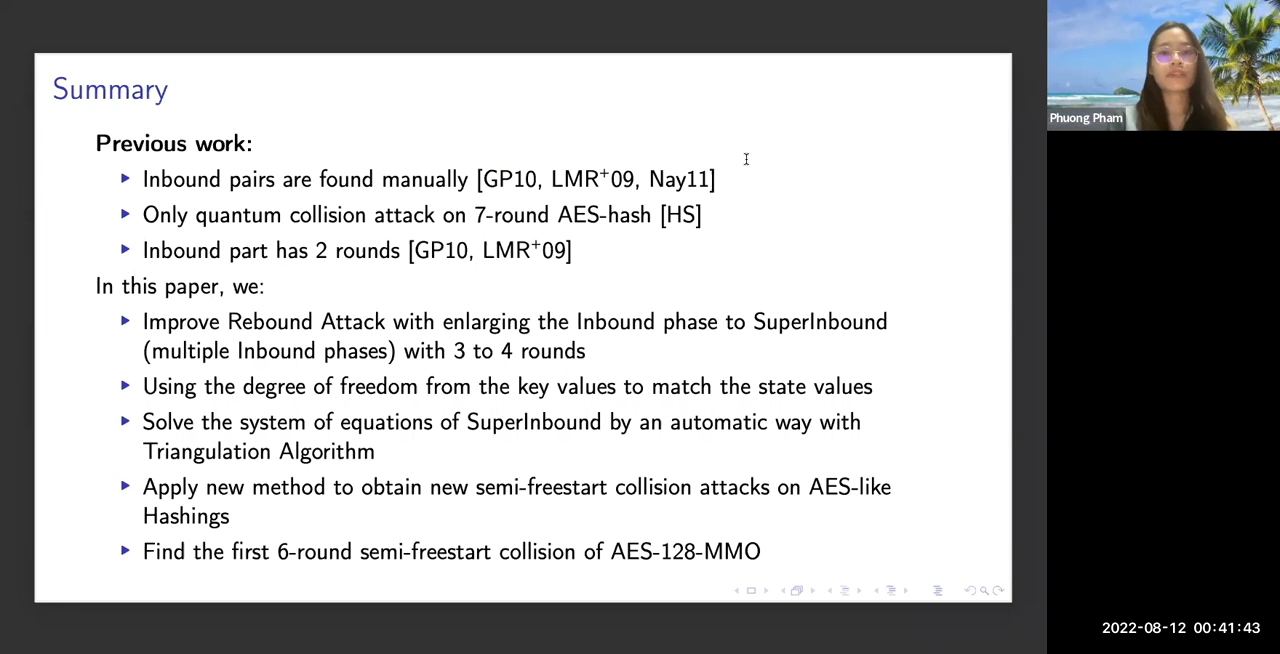 Summary
Previous work:
Inbound pairs are found manually [GP10, LMR⁺09, Nay11]
Only quantum collision attack on 7-round AES-hash [HS]
Inbound part has 2 rounds [GP10, LMR⁺09]
In this paper, we:
Improve Rebound Attack with enlarging the Inbound phase to SuperInbound
(multiple Inbound phases) with 3 to 4 rounds
Using the degree of freedom from the key values to match the state values
Solve the system of equations of SuperInbound by an automatic way with
Triangulation Algorithm
Apply new method to obtain new semi-freestart collision attacks on AES-like
Hashings
Find the first 6-round semi-freestart collision of AES-128-MMO
Phuong Pham
2022-08-12 00:41:43